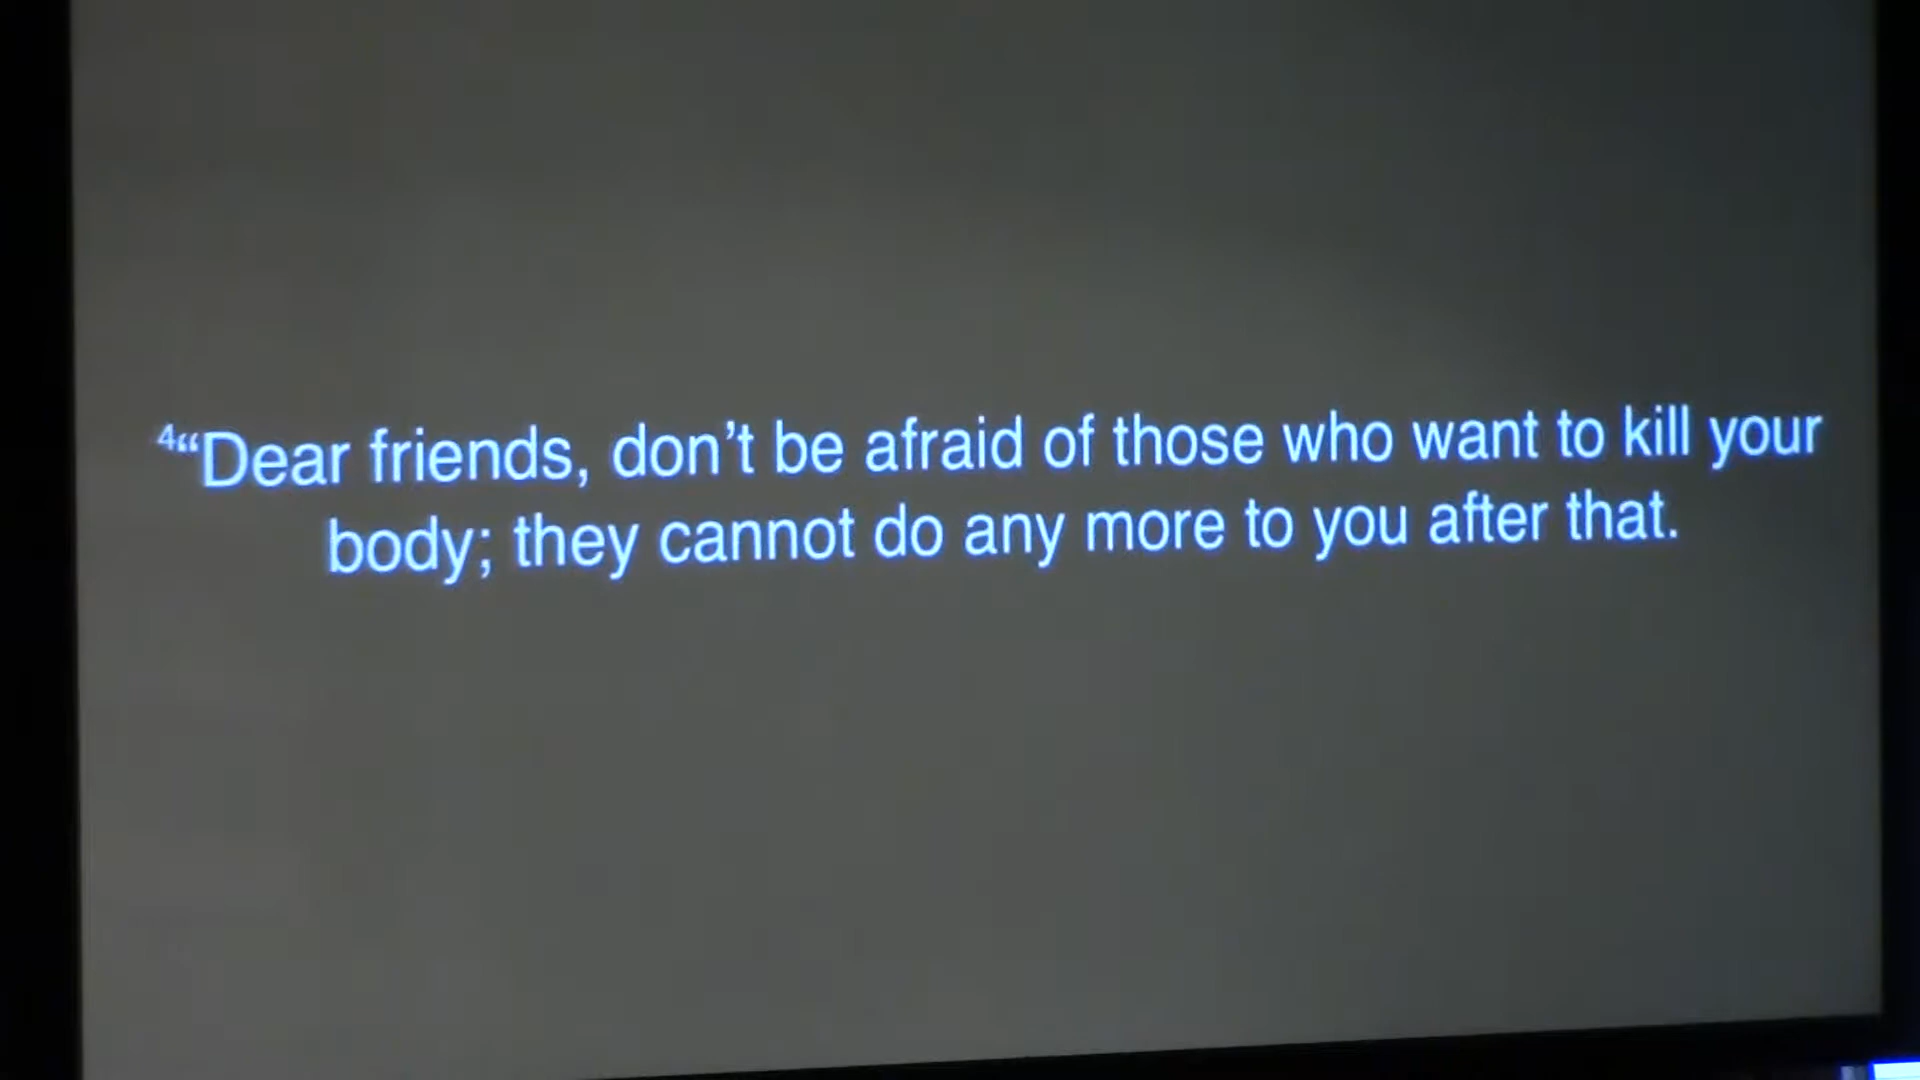 ⁴“Dear friends, don’t be afraid of those who want to kill your
body; they cannot do any more to you after that.